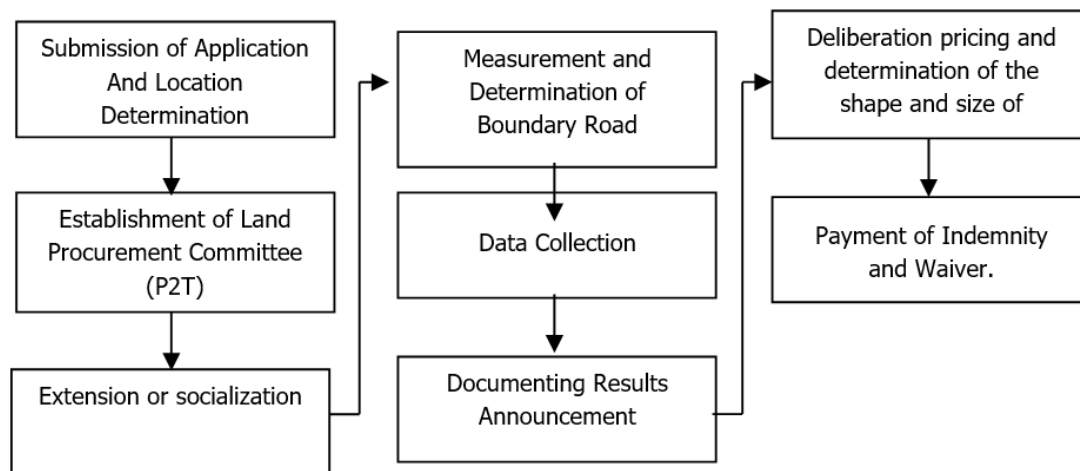 Submission of Application
And Location
Determination
Establishment of Land
Procurement Committee
(P2T)
Extension or socialization
Measurement and
Determination of
Boundary Road
Data Collection
Documenting Results
Announcement
Deliberation pricing and
determination of the
shape and size of
Payment of Indemnity
and Waiver.